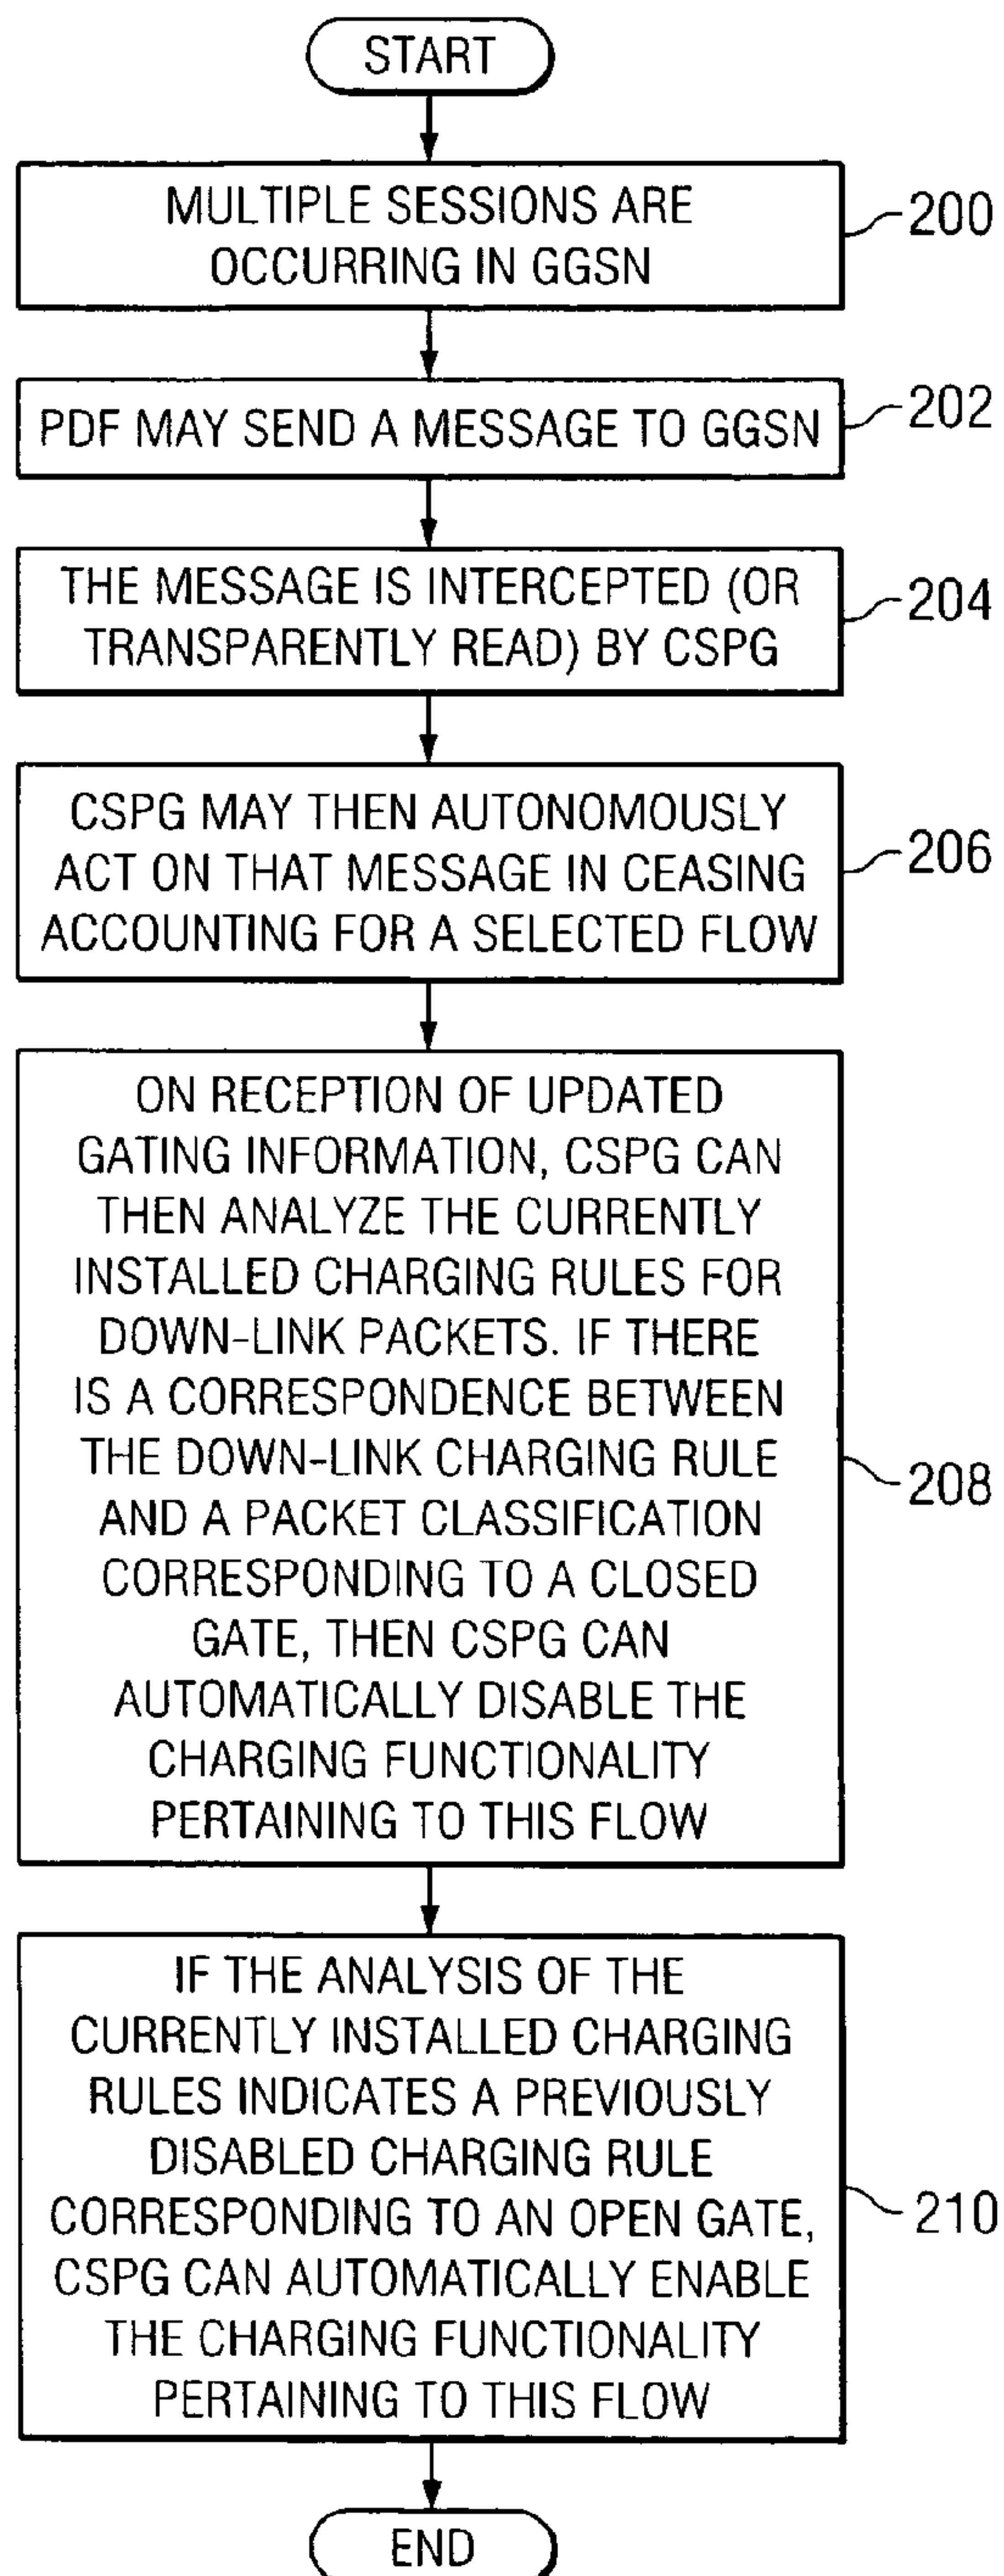 START
MULTIPLE SESSIONS ARE
OCCURRING IN GGSN
200
PDF MAY SEND A MESSAGE TO GGSN
202
THE MESSAGE IS INTERCEPTED (OR
TRANSPARENTLY READ) BY CSPG
204
CSPG MAY THEN AUTONOMOUSLY
ACT ON THAT MESSAGE IN CEASING
ACCOUNTING FOR A SELECTED FLOW
206
ON RECEPTION OF UPDATED
GATING INFORMATION, CSPG CAN
THEN ANALYZE THE CURRENTLY
INSTALLED CHARGING RULES FOR
DOWN-LINK PACKETS. IF THERE
IS A CORRESPONDENCE BETWEEN
THE DOWN-LINK CHARGING RULE
AND A PACKET CLASSIFICATION
CORRESPONDING TO A CLOSED
GATE, THEN CSPG CAN
AUTOMATICALLY DISABLE THE
CHARGING FUNCTIONALITY
PERTAINING TO THIS FLOW
208
IF THE ANALYSIS OF THE
CURRENTLY INSTALLED CHARGING
RULES INDICATES A PREVIOUSLY
DISABLED CHARGING RULE
CORRESPONDING TO AN OPEN GATE,
CSPG CAN AUTOMATICALLY ENABLE
THE CHARGING FUNCTIONALITY
PERTAINING TO THIS FLOW
210
END